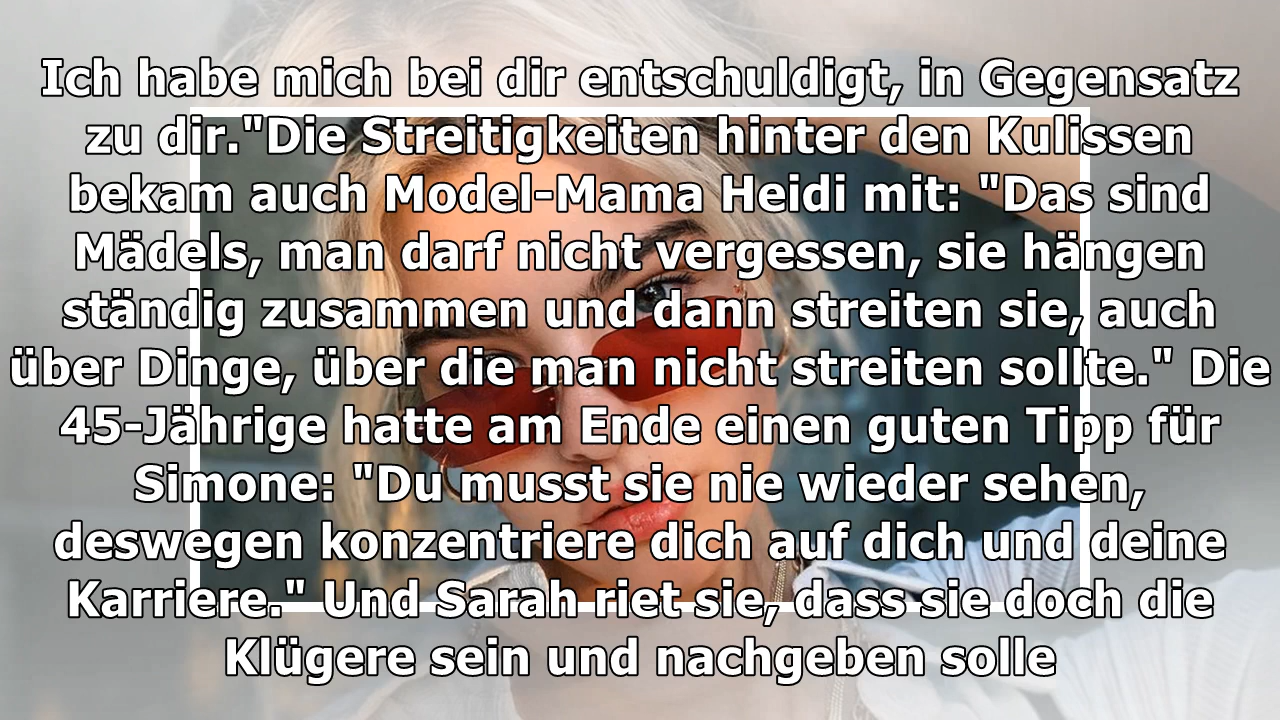 Ich habe mich bei dir entschuldigt, in Gegensatz
zu dir."Die Streitigkeiten hinter den Kulissen
bekam auch Model-Mama Heidi mit: "Das sind
Mädels, man darf nicht vergessen, sie hängen
ständig zusammen und dann streiten sie, auch
über Dinge, über die man nicht streiten sollte." Die
45-Jährige hatte am Ende einen guten Tipp für
Simone: "Du musst sie nie wieder sehen,
deswegen konzentriere dich auf dich und deine
Karriere." Und Sarah riet sie, dass sie doch die
Klügere sein und nachgeben solle